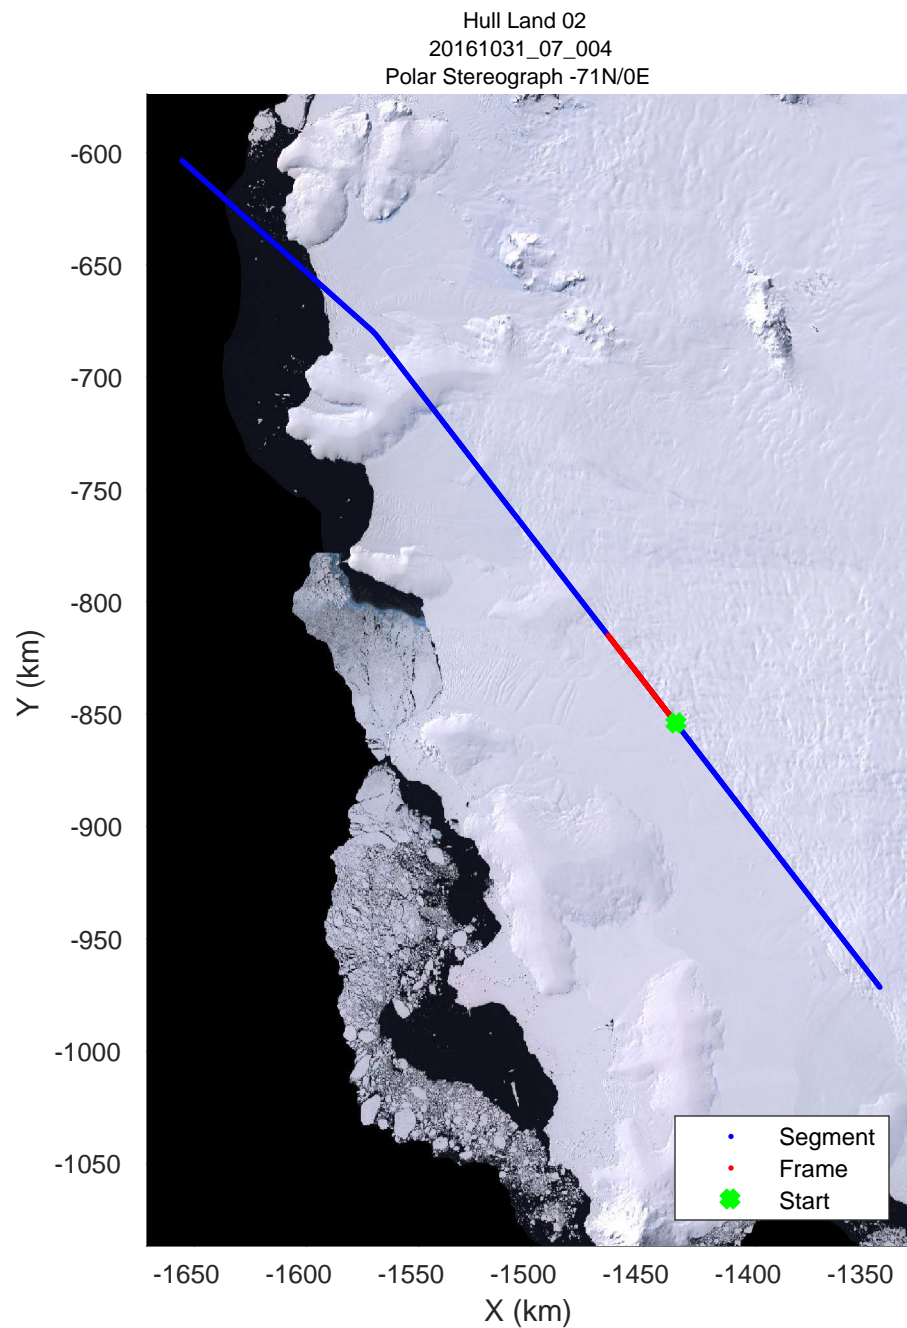 Hull Land 02
20161031_07_004
Polar Stereograph -71N/0E
-600
-650
-700
-750
-800
-850
-900
-950
-1000
-1050
Y (km)
Segment
Frame
Start
-1650 -1600 -1550 -1500 -1450 -1400 -1350
X (km)